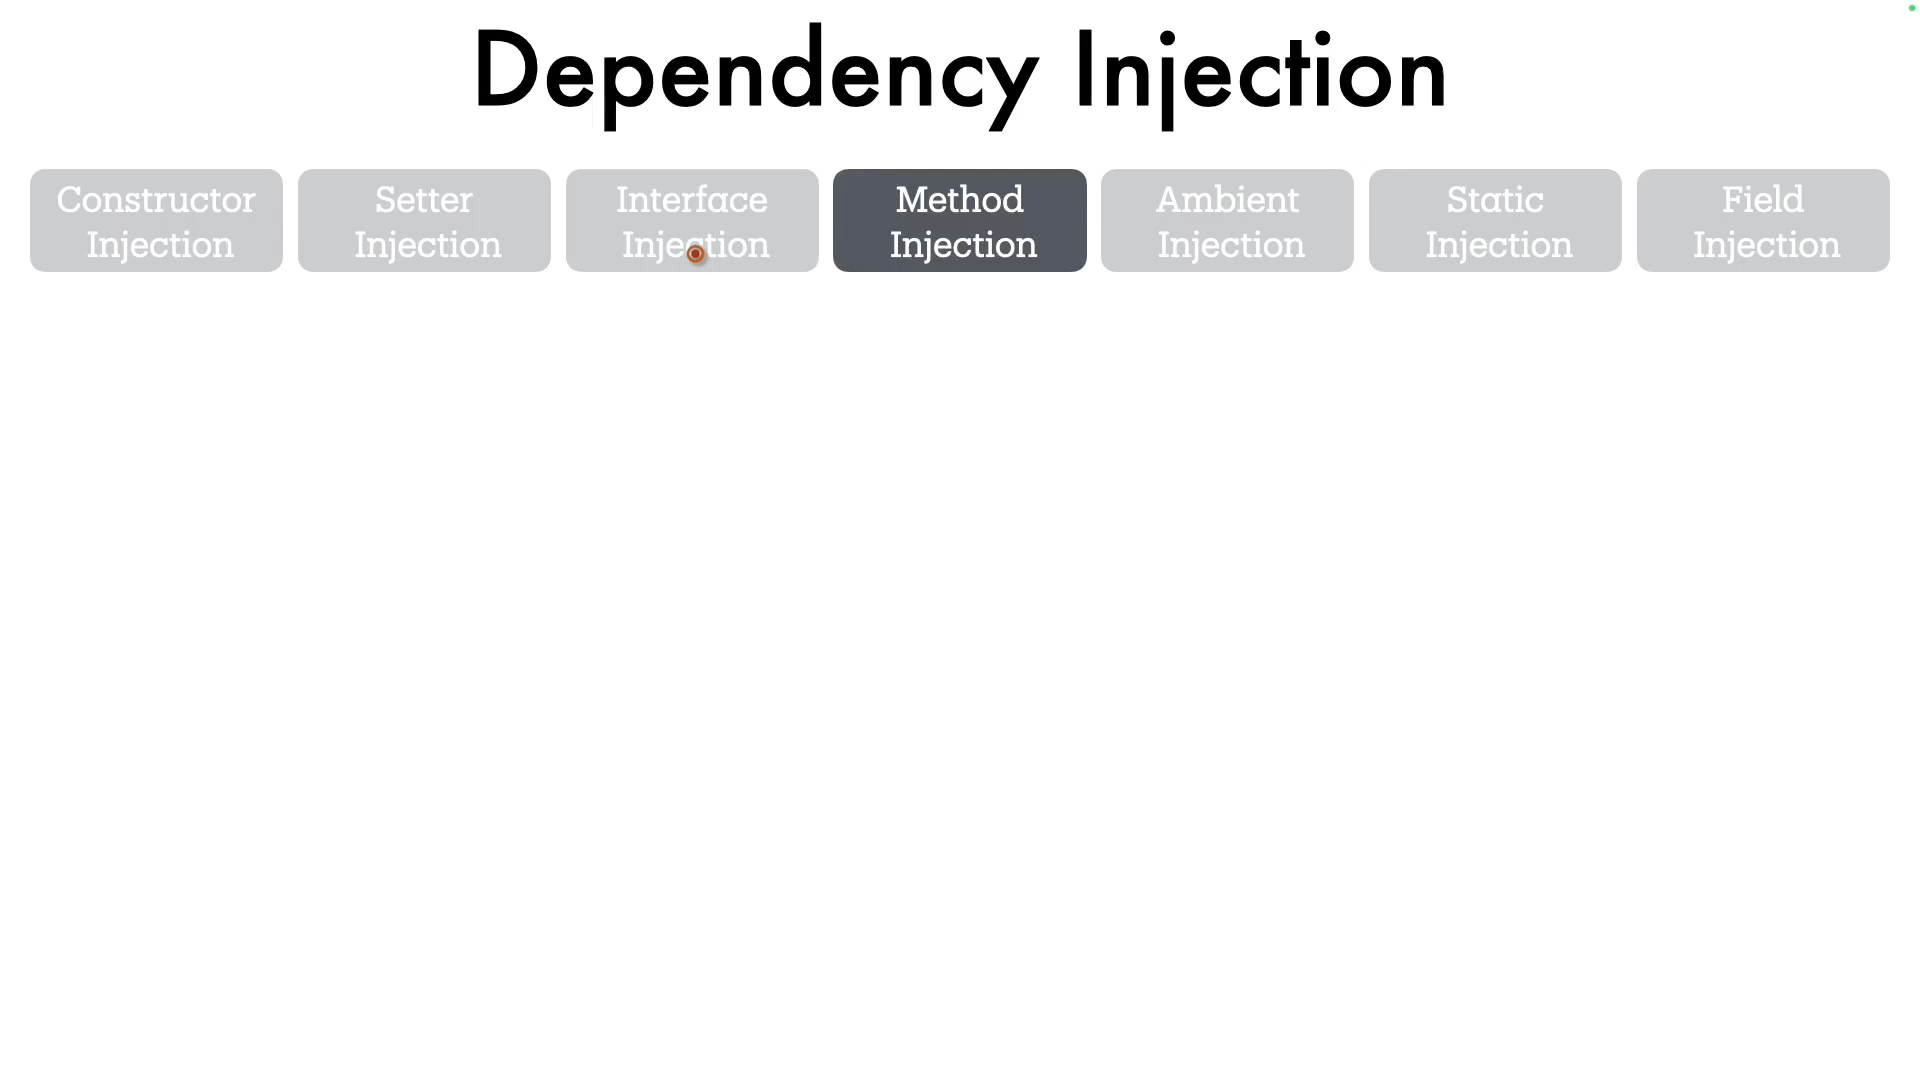 Dependency Injection
Constructor
Injection
Setter
Injection
Interface
Injection
Method
Injection
Ambient
Injection
Static
Injection
Field
Injection